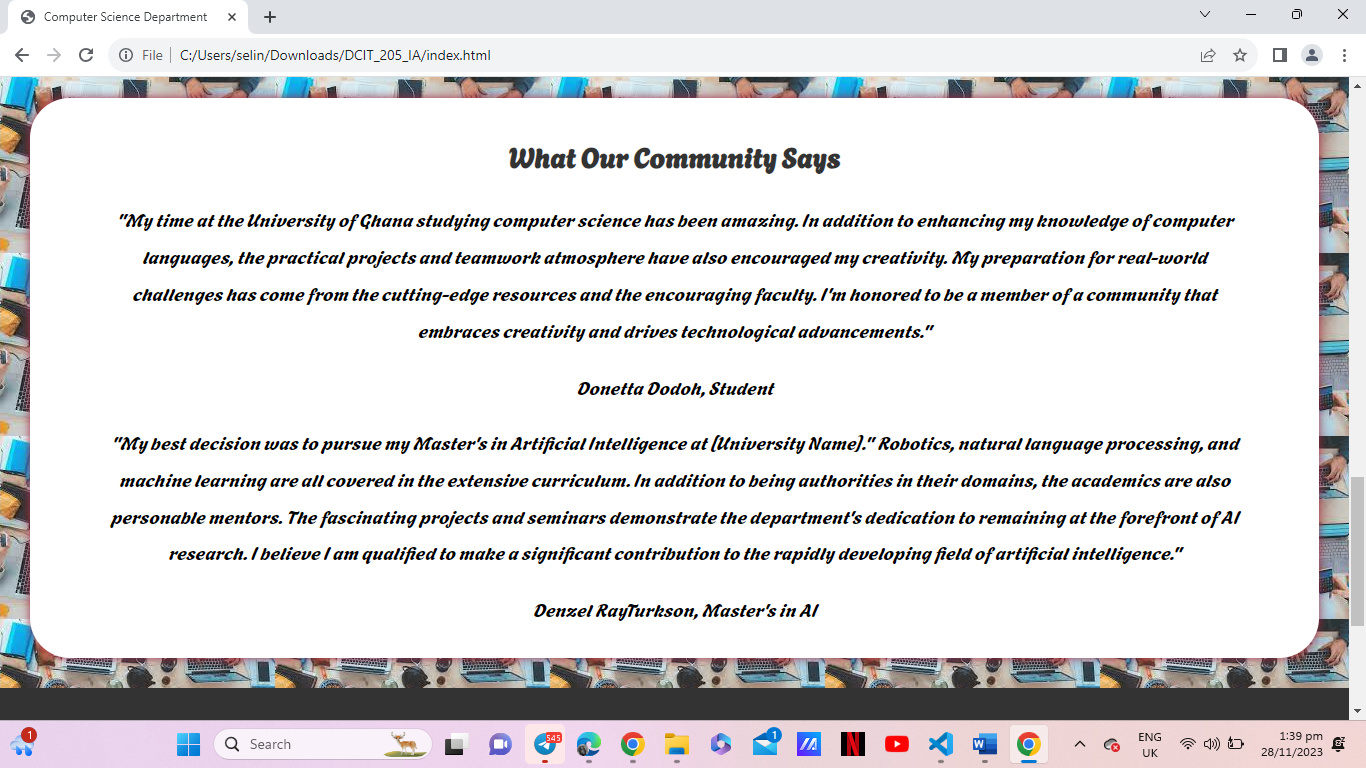 Computer Science Department
File
C:/Users/selin/Downloads/DCIT_205_IA/index.html
What Our Community Says
"My time at the University of Ghana studying computer science has been amazing. In addition to enhancing my knowledge of computer
languages, the practical projects and teamwork atmosphere have also encouraged my creativity. My preparation for real-world
challenges has come from the cutting-edge resources and the encouraging faculty. I'm honored to be a member of a community that
embraces creativity and drives technological advancements."
Donetta Dodoh, Student
"My best decision was to pursue my Master's in Artificial Intelligence at [University Name]." Robotics, natural language processing, and
machine learning are all covered in the extensive curriculum. In addition to being authorities in their domains, the academics are also
personable mentors. The fascinating projects and seminars demonstrate the department's dedication to remaining at the forefront of AI
research. I believe I am qualified to make a significant contribution to the rapidly developing field of artificial intelligence."
Denzel RayTurkson, Master's in AI
1
Search
545
1
ENG
UK
1:39 pm
28/11/2023